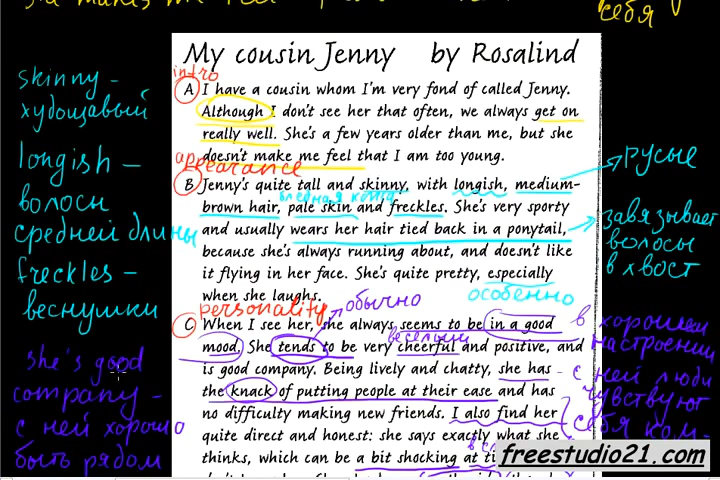 she makes me feel
себя
My cousin Jenny by Rosalind
intro
A I have a cousin whom I'm very fond of called Jenny.
Although I don't see her that often, we always get on
really well. She's a few years older than me, but she
doesn't make me feel that I am too young.
appearance
B Jenny's quite tall and skinny, with longish, medium-
бледная кожа
brown hair, pale skin and freckles. She's very sporty
and usually wears her hair tied back in a ponytail,
because she's always running about, and doesn't like
it flying in her face. She's quite pretty, especially
особенно
when she laughs.
personality
обычно
C When I see her, she always seems to be in a good
весёлый
mood. She tends to be very cheerful and positive, and
is good company. Being lively and chatty, she has
the knack of putting people at their ease and has
no difficulty making new friends. I also find her
quite direct and honest: she says exactly what she
thinks, which can be a bit shocking at
skinny –
худощавый
longish –
волосы
средней длины
freckles –
веснушки
she's good
company –
с ней хорошо
быть рядом
русые
завязывает
волосы
в хвост
в хорошем
настроении
с ней люди
чувствуют
себя ком-
freestudio21.com